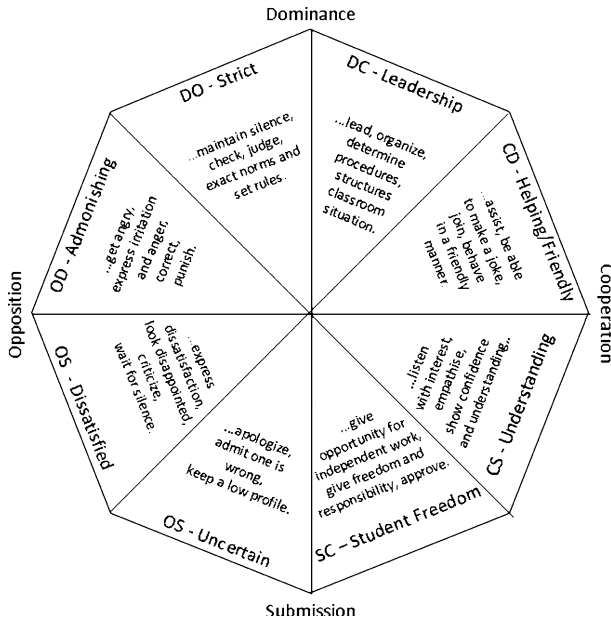 Dominance
DO - Strict
...maintain silence,
check, judge,
exact norms and
set rules.
DC - Leadership
...lead, organize,
determine
procedures,
structures
classroom
situation.
CD - Helping/Friendly
...assist, be able
to make a joke,
join, behave
in a friendly
manner.
Cooperation
CS - Understanding
...listen
with interest,
empathise,
show confidence
and understanding..
SC – Student Freedom
...give
opportunity for
independent work,
give freedom and
responsibility, approve.
Submission
OS - Uncertain
...apologize,
admit one is
wrong,
keep a low profile.
OS - Dissatisfied
...express
dissatisfaction,
look disappointed,
criticize,
wait for silence.
Opposition
OD - Admonishing
...get angry,
express irritation
and anger,
correct,
punish.